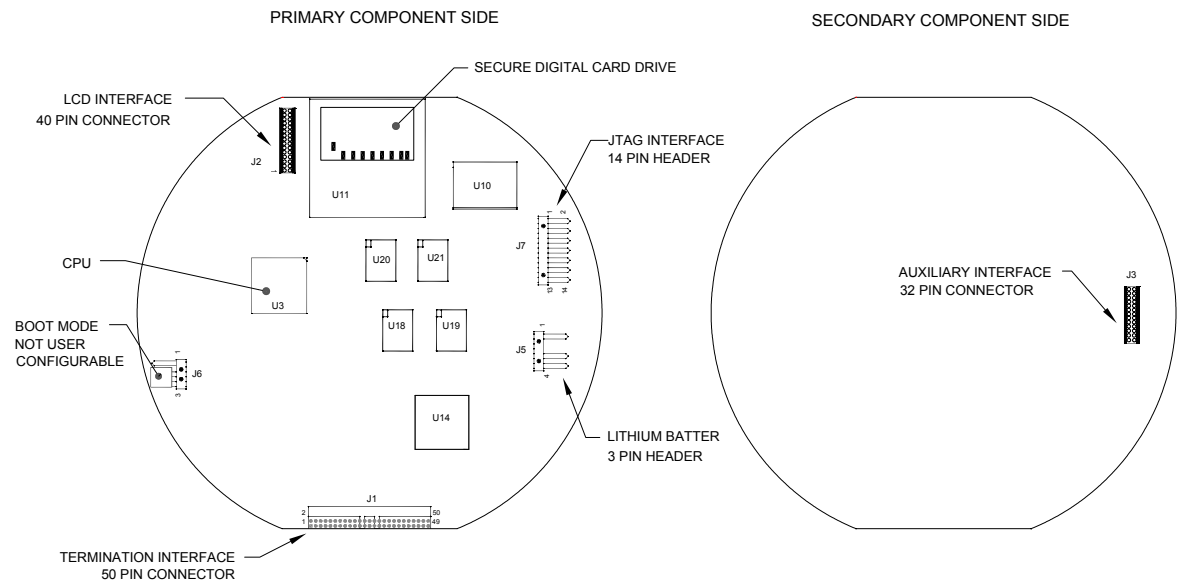 PRIMARY COMPONENT SIDE
SECONDARY COMPONENT SIDE
SECURE DIGITAL CARD DRIVE
LCD INTERFACE
40 PIN CONNECTOR
J2
1
U11
U10
JTAG INTERFACE
14 PIN HEADER
1 2
J7
13 14
U20
U21
CPU
U3
U18
U19
BOOT MODE
NOT USER
CONFIGURABLE
1
J6
3
1
J5
4
U14
LITHIUM BATTER
3 PIN HEADER
J1
2 50
1 49
TERMINATION INTERFACE
50 PIN CONNECTOR
AUXILIARY INTERFACE
32 PIN CONNECTOR
J3